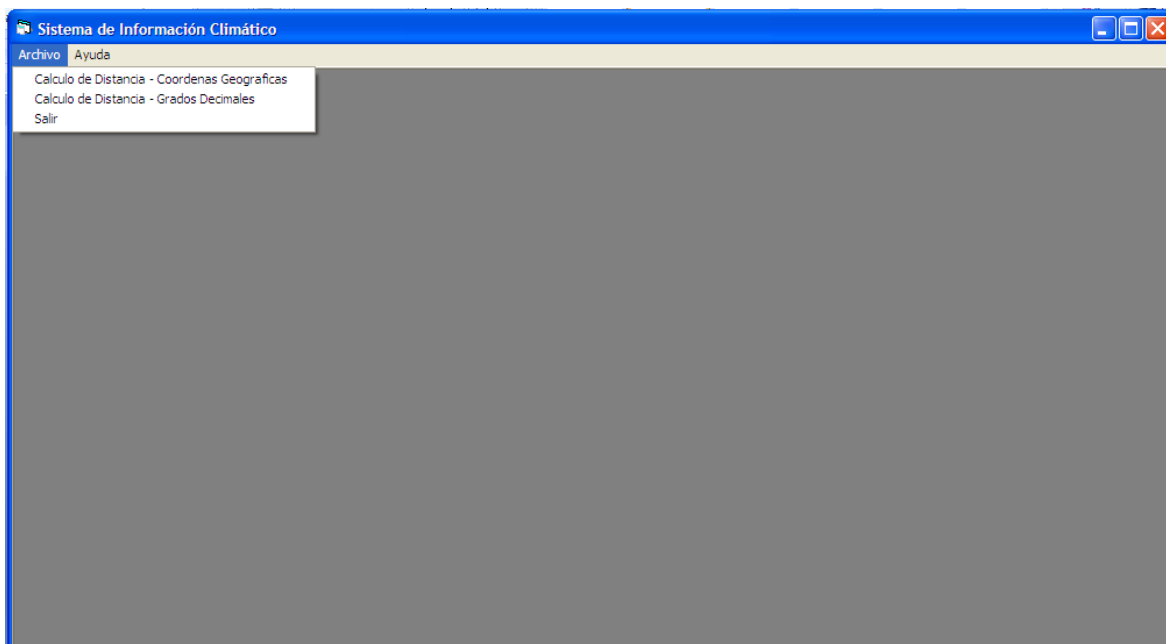 Sistema de Información Climático
Archivo Ayuda
Calculo de Distancia - Coordenas Geograficas
Calculo de Distancia - Grados Decimales
Salir